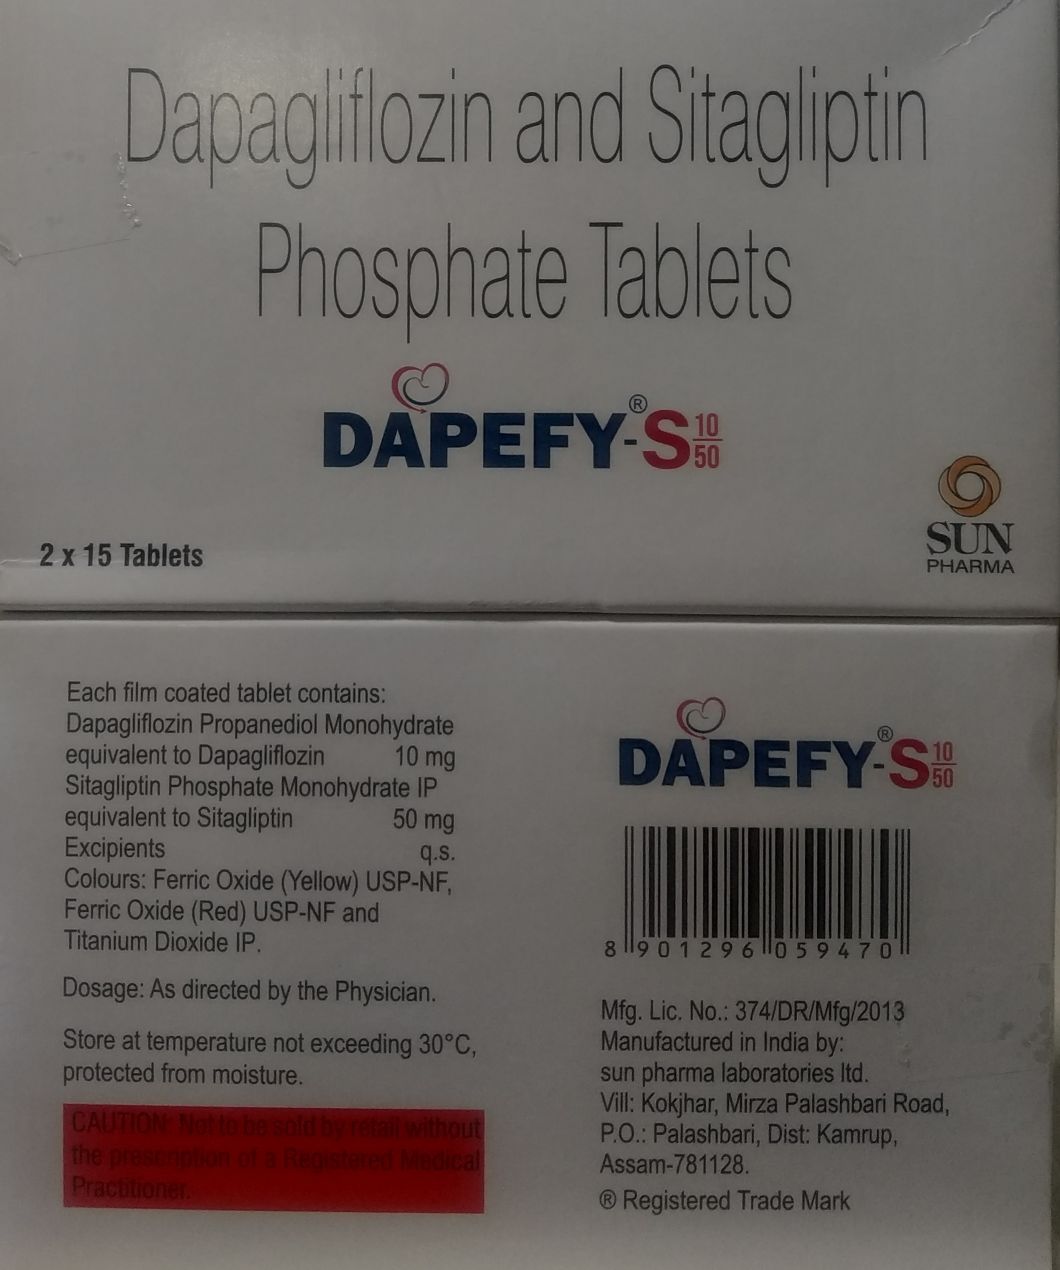 Dapagliflozin and Sitagliptin
Phosphate Tablets
DAPEFY-® S 10/50
2 x 15 Tablets
SUN
PHARMA
Each film coated tablet contains:
Dapagliflozin Propanediol Monohydrate
equivalent to Dapagliflozin 10 mg
Sitagliptin Phosphate Monohydrate IP
equivalent to Sitagliptin 50 mg
Excipients q.s.
Colours: Ferric Oxide (Yellow) USP-NF,
Ferric Oxide (Red) USP-NF and
Titanium Dioxide IP.
Dosage: As directed by the Physician.
Store at temperature not exceeding 30°C,
protected from moisture.
CAUTION: Not to be sold by retail without
the prescription of a Registered Medical
Practitioner.
DAPEFY-® S 10/50
8 901296 059470
Mfg. Lic. No.: 374/DR/Mfg/2013
Manufactured in India by:
sun pharma laboratories ltd.
Vill: Kokjhar, Mirza Palashbari Road,
P.O.: Palashbari, Dist: Kamrup,
Assam-781128.
® Registered Trade Mark